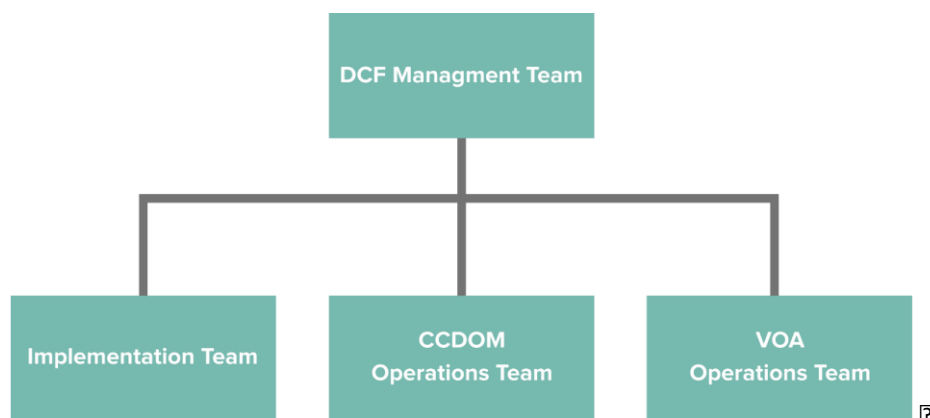 DCF Managment Team
Implementation Team
CCDOM
Operations Team
VOA
Operations Team